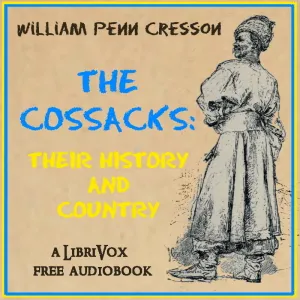 WILLIAM PENN CRESSON
THE
COSSACKS:
THEIR HISTORY
AND
COUNTRY
A LIBRIVOX
FREE AUDIOBOOK